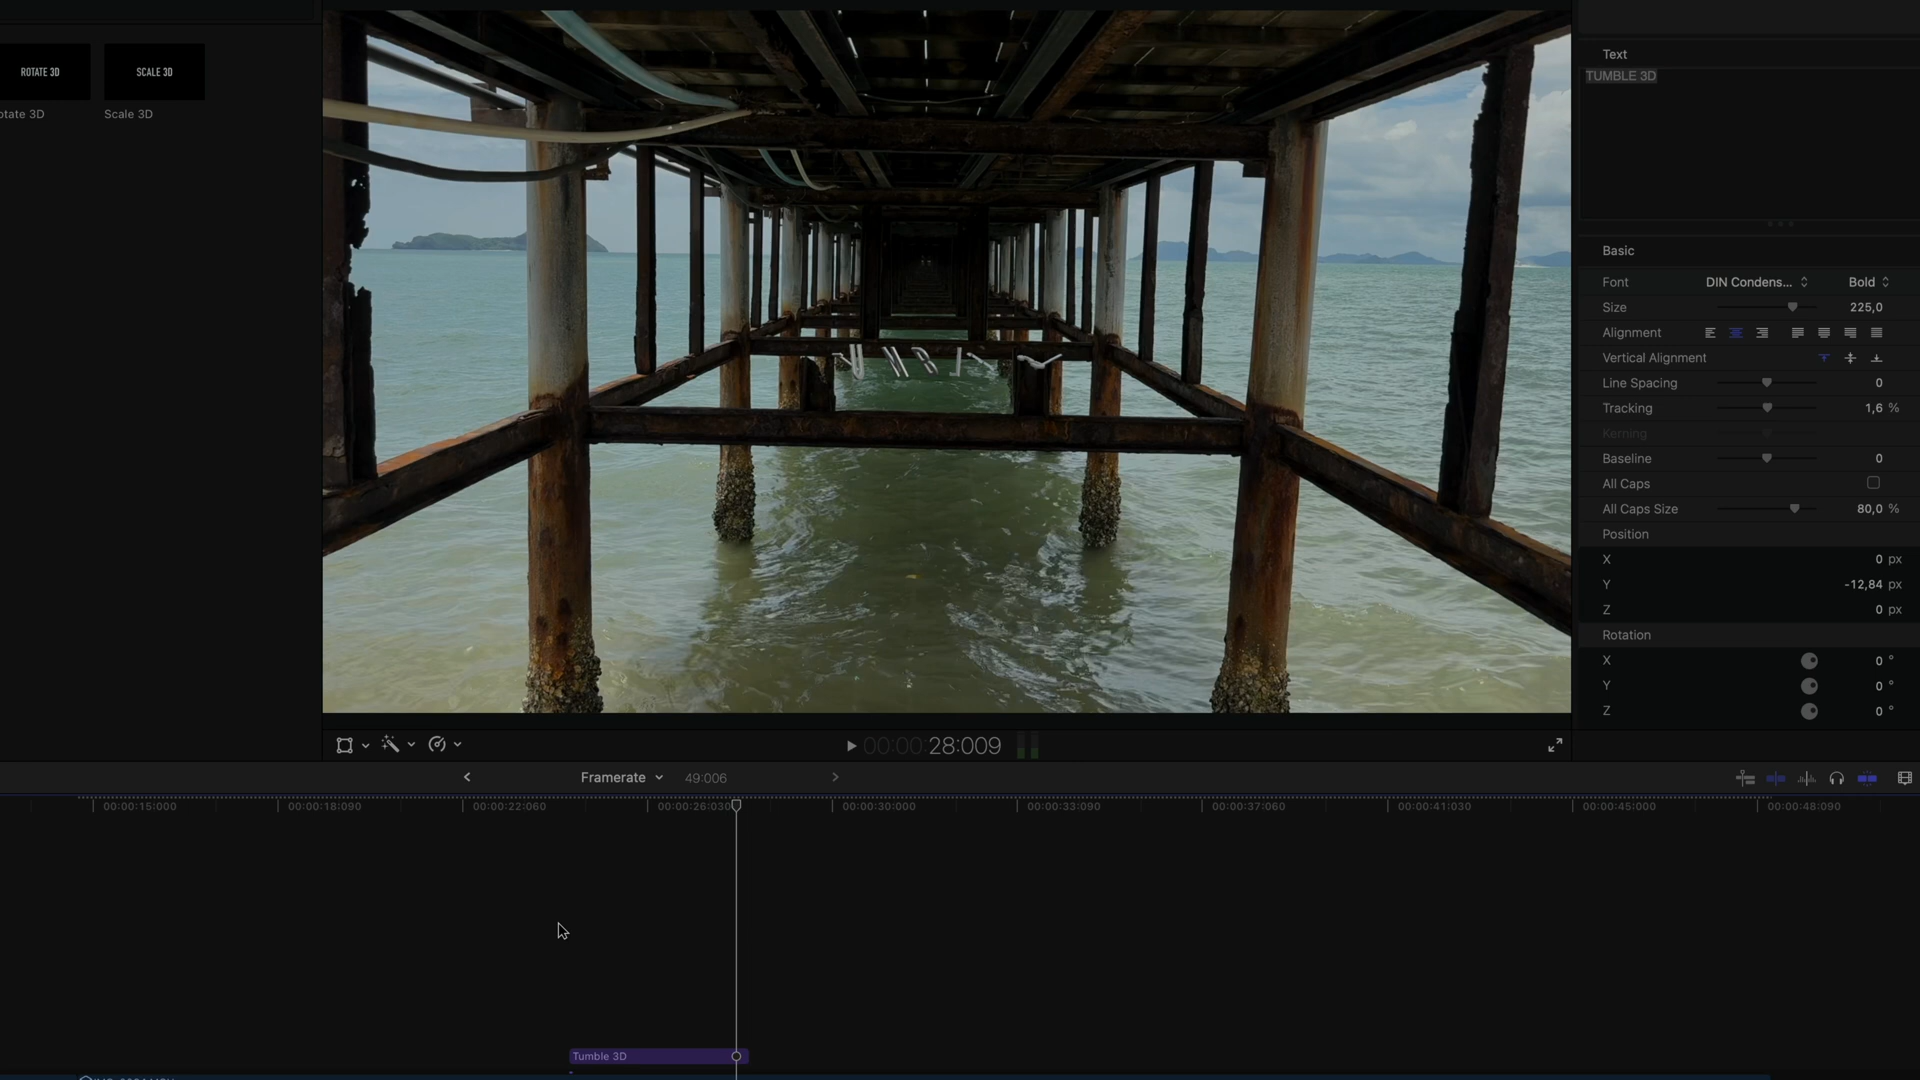 ROTATE 3D
SCALE 3D
otate 3D
Scale 3D
Text
TUMBLE 3D
Basic
Font DIN Condens... Bold
Size 225,0
Alignment
Vertical Alignment
Line Spacing 0
Tracking 1,6 %
Kerning
Baseline 0
All Caps
All Caps Size 80,0 %
Position
X 0 px
Y -12,84 px
Z 0 px
Rotation
X 0 °
Y 0 °
Z 0 °
00:00:28:009
Framerate 49:006
00:00:15:000 00:00:18:090 00:00:22:060 00:00:26:030 00:00:30:000 00:00:33:090 00:00:37:060 00:00:41:030 00:00:45:000 00:00:48:090
Tumble 3D